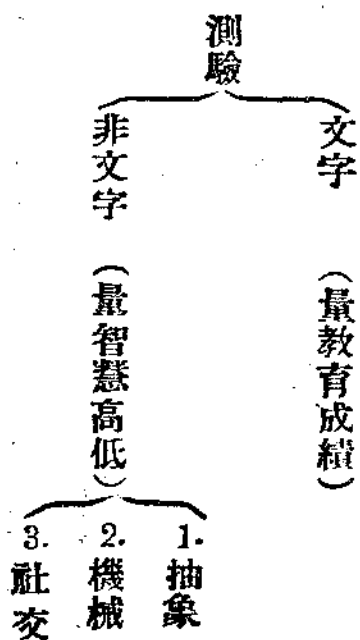 測驗
文字
（量教育成績）
非文字
（量智慧高低）
1. 抽象
2. 機械
3. 社交